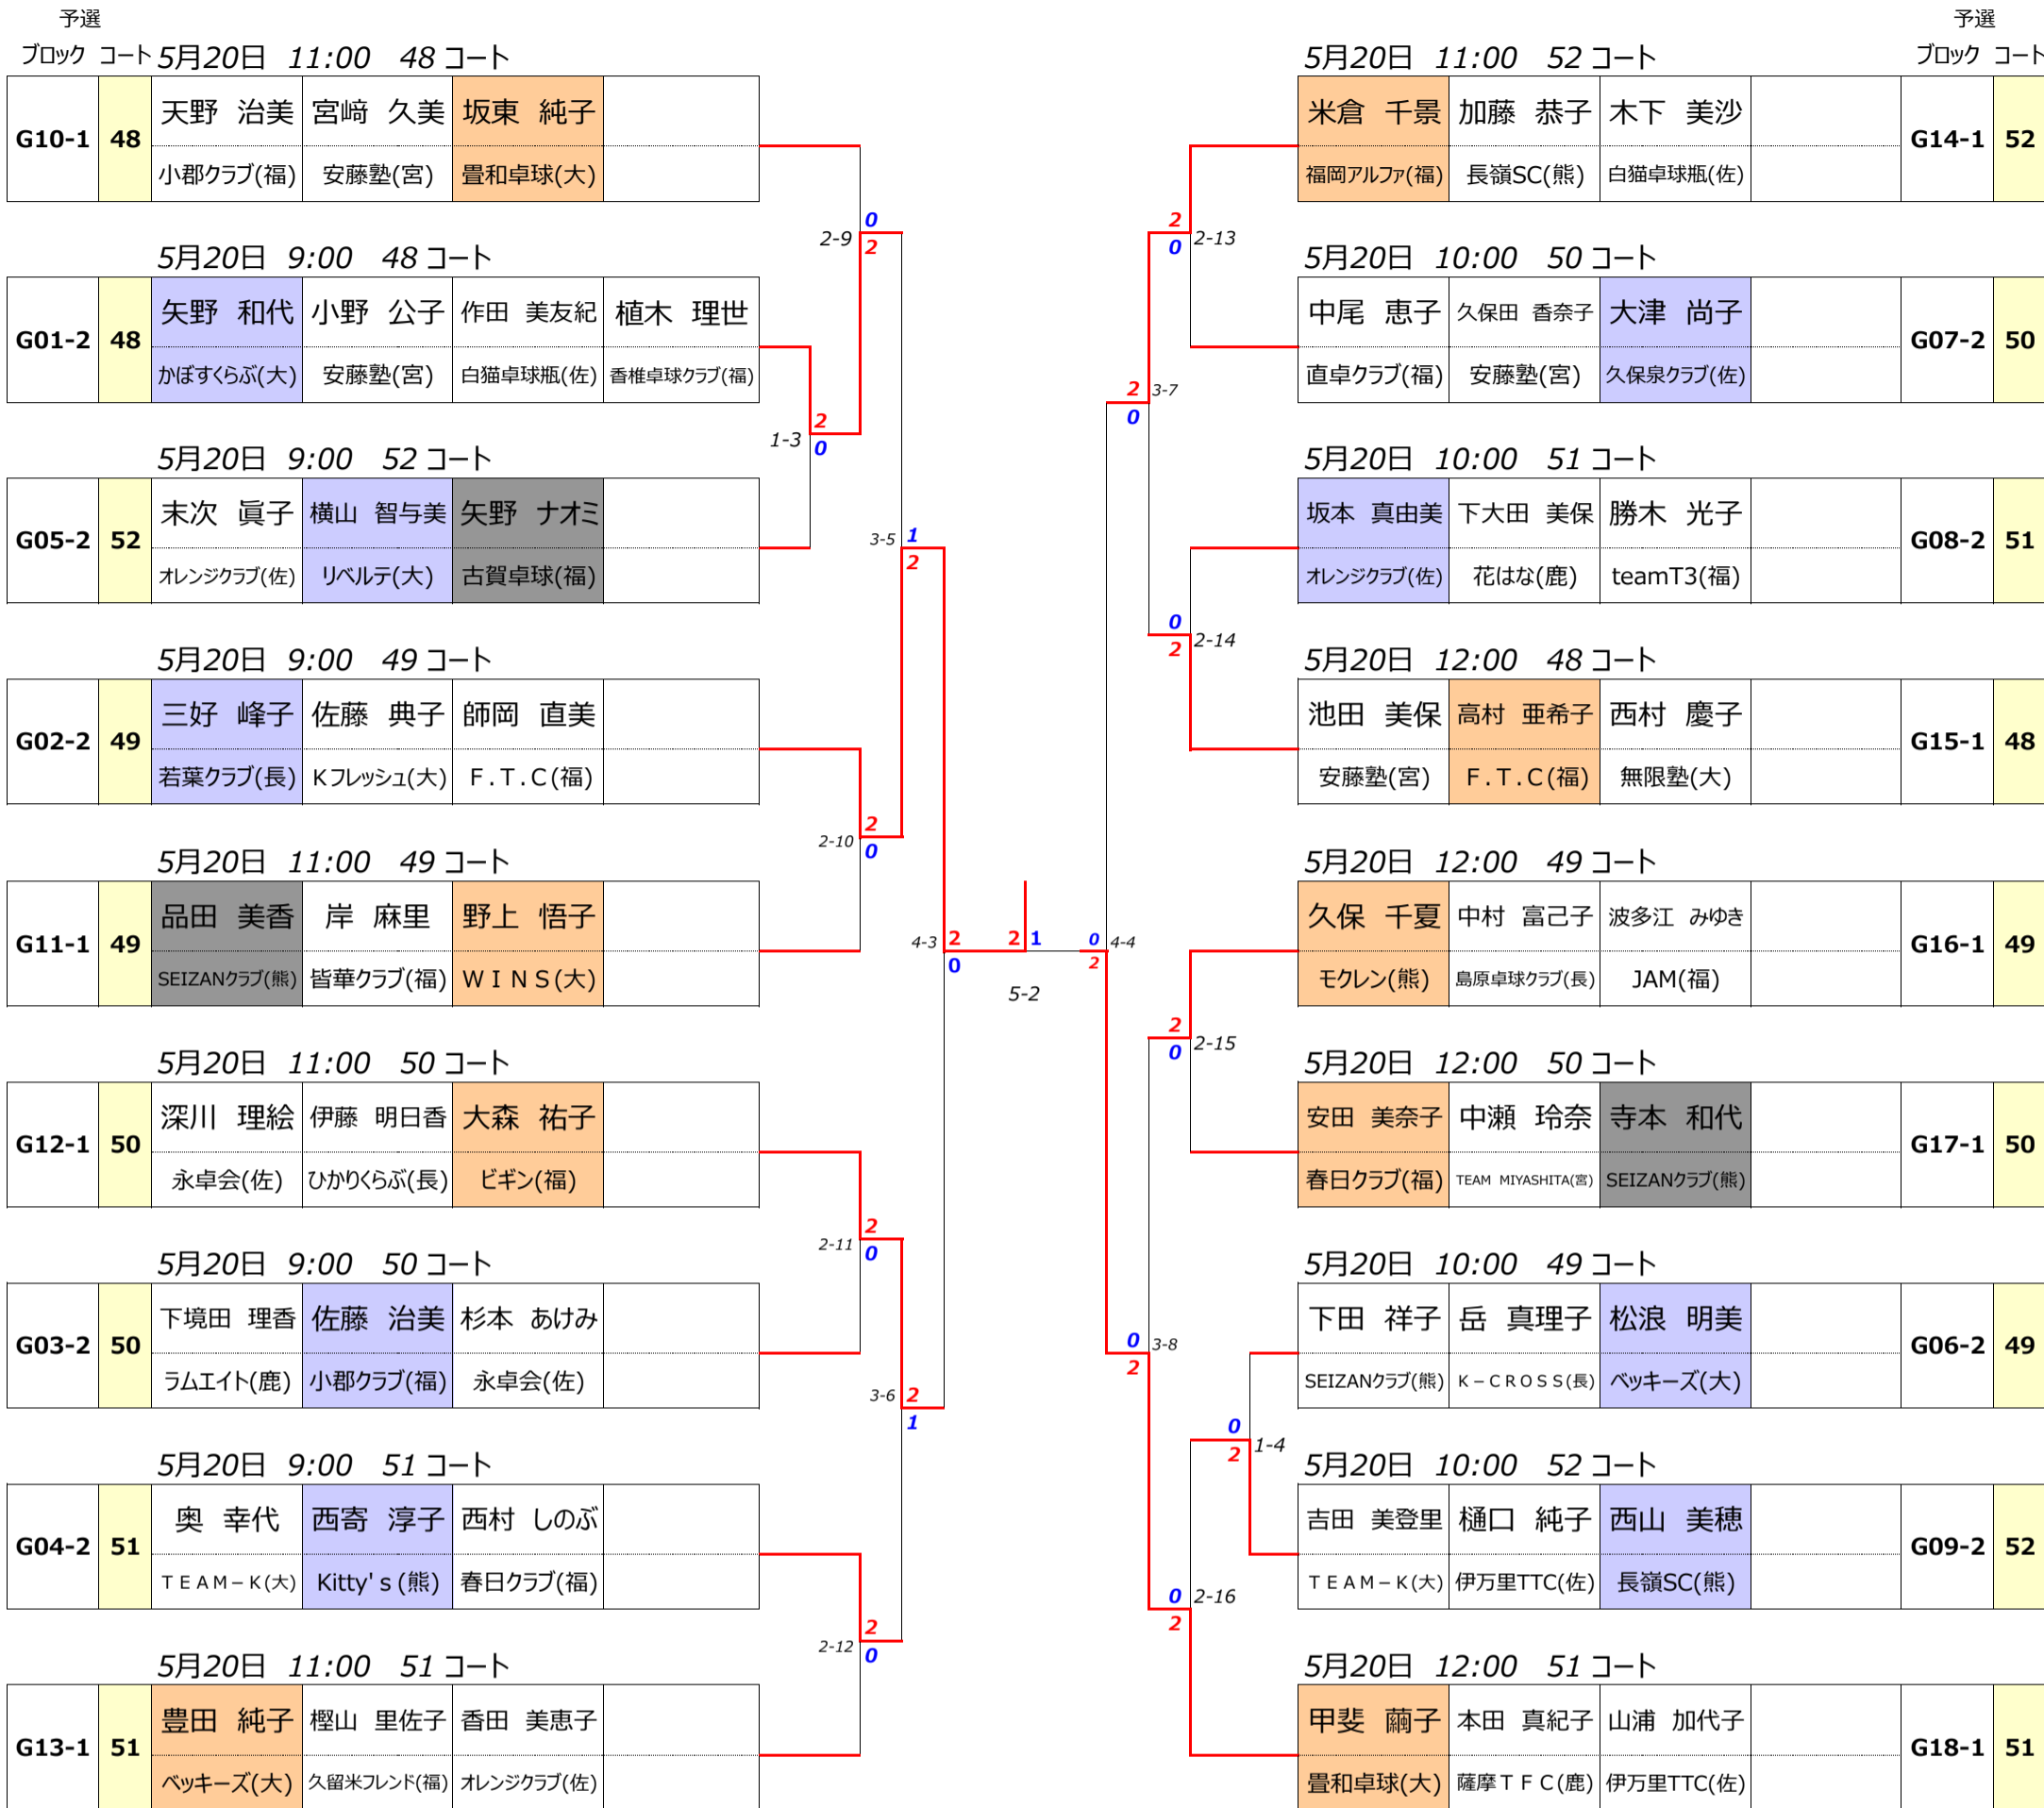 予選
ブロック コート 5月20日 11:00 48 コート
G10-1 48 天野 治美 宮﨑 久美 坂東 純子
小郡クラブ(福) 安藤塾(宮) 畳和卓球(大)
2-9 0
2
5月20日 9:00 48 コート
G01-2 48 矢野 和代 小野 公子 作田 美友紀 植木 理世
かぼすくらぶ(大) 安藤塾(宮) 白猫卓球瓶(佐) 香椎卓球クラブ(福)
1-3 2
0
5月20日 9:00 52 コート
G05-2 52 末次 眞子 横山 智与美 矢野 ナオミ
オレンジクラブ(佐) リベルテ(大) 古賀卓球(福)
3-5 1
2
5月20日 9:00 49 コート
G02-2 49 三好 峰子 佐藤 典子 師岡 直美
若葉クラブ(長) Kフレッシュ(大) F.T.C(福)
2-10 2
0
5月20日 11:00 49 コート
G11-1 49 品田 美香 岸 麻里 野上 悟子
SEIZANクラブ(熊) 皆華クラブ(福) WINS(大)
4-3 2
0
2 1
5-2
0 4-4
2
5月20日 11:00 50 コート
G12-1 50 深川 理絵 伊藤 明日香 大森 祐子
永卓会(佐) ひかりくらぶ(長) ビギン(福)
2-11 2
0
5月20日 9:00 50 コート
G03-2 50 下境田 理香 佐藤 治美 杉本 あけみ
ラムエイト(鹿) 小郡クラブ(福) 永卓会(佐)
3-6 2
1
5月20日 9:00 51 コート
G04-2 51 奥 幸代 西寄 淳子 西村 しのぶ
TEAM−K(大) Kitty's(熊) 春日クラブ(福)
2-12 2
0
5月20日 11:00 51 コート
G13-1 51 豊田 純子 樫山 里佐子 香田 美恵子
ベッキーズ(大) 久留米フレンド(福) オレンジクラブ(佐)
予選
5月20日 11:00 52 コート ブロック コート
米倉 千景 加藤 恭子 木下 美沙 G14-1 52
福岡アルファ(福) 長嶺SC(熊) 白猫卓球瓶(佐)
2
0 2-13
5月20日 10:00 50 コート
中尾 恵子 久保田 香奈子 大津 尚子 G07-2 50
直卓クラブ(福) 安藤塾(宮) 久保泉クラブ(佐)
2 3-7
0
5月20日 10:00 51 コート
坂本 真由美 下大田 美保 勝木 光子 G08-2 51
オレンジクラブ(佐) 花はな(鹿) teamT3(福)
0
2 2-14
5月20日 12:00 48 コート
池田 美保 高村 亜希子 西村 慶子 G15-1 48
安藤塾(宮) F.T.C(福) 無限塾(大)
5月20日 12:00 49 コート
久保 千夏 中村 富己子 波多江 みゆき G16-1 49
モクレン(熊) 島原卓球クラブ(長) JAM(福)
2
0 2-15
5月20日 12:00 50 コート
安田 美奈子 中瀬 玲奈 寺本 和代 G17-1 50
春日クラブ(福) TEAM MIYASHITA(宮) SEIZANクラブ(熊)
5月20日 10:00 49 コート
下田 祥子 岳 真理子 松浪 明美 G06-2 49
SEIZANクラブ(熊) K−CROSS(長) ベッキーズ(大)
0 3-8
2
0
2 1-4
5月20日 10:00 52 コート
吉田 美登里 樋口 純子 西山 美穂 G09-2 52
TEAM−K(大) 伊万里TTC(佐) 長嶺SC(熊)
0 2-16
2
5月20日 12:00 51 コート
甲斐 繭子 本田 真紀子 山浦 加代子 G18-1 51
畳和卓球(大) 薩摩TFC(鹿) 伊万里TTC(佐)